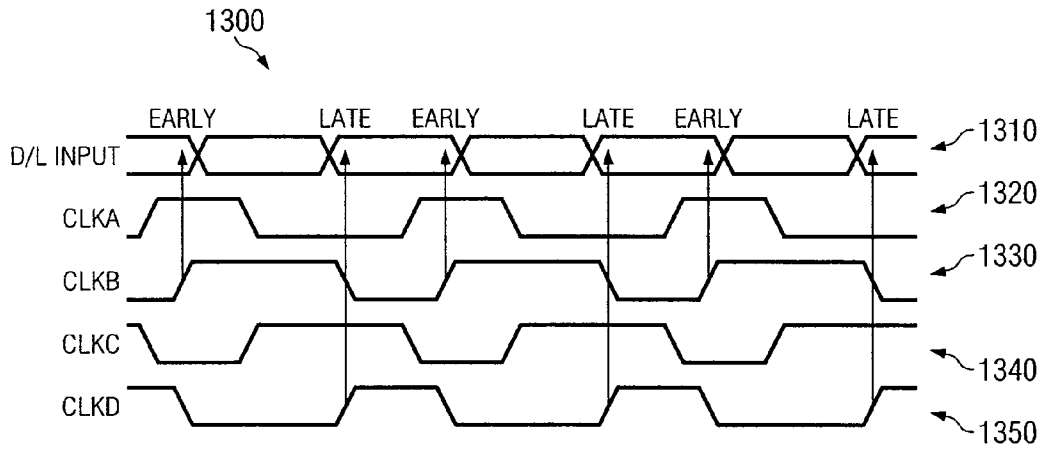 1300
EARLY LATE EARLY LATE EARLY LATE
D/L INPUT 1310
CLKA 1320
CLKB 1330
CLKC 1340
CLKD 1350